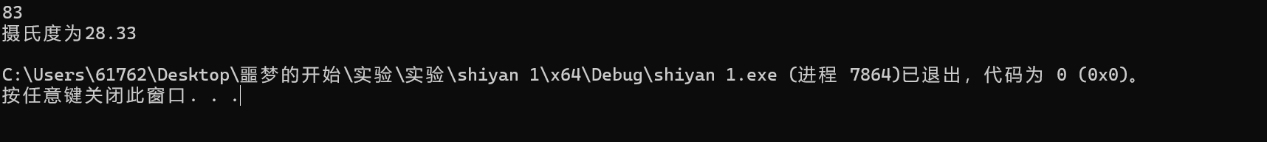 83
摄氏度为28.33
C:\Users\61762\Desktop\噩梦的开始\实验\实验\shiyan 1\x64\Debug\shiyan 1.exe (进程 7864)已退出，代码为 0 (0x0)。
按任意键关闭此窗口. . .